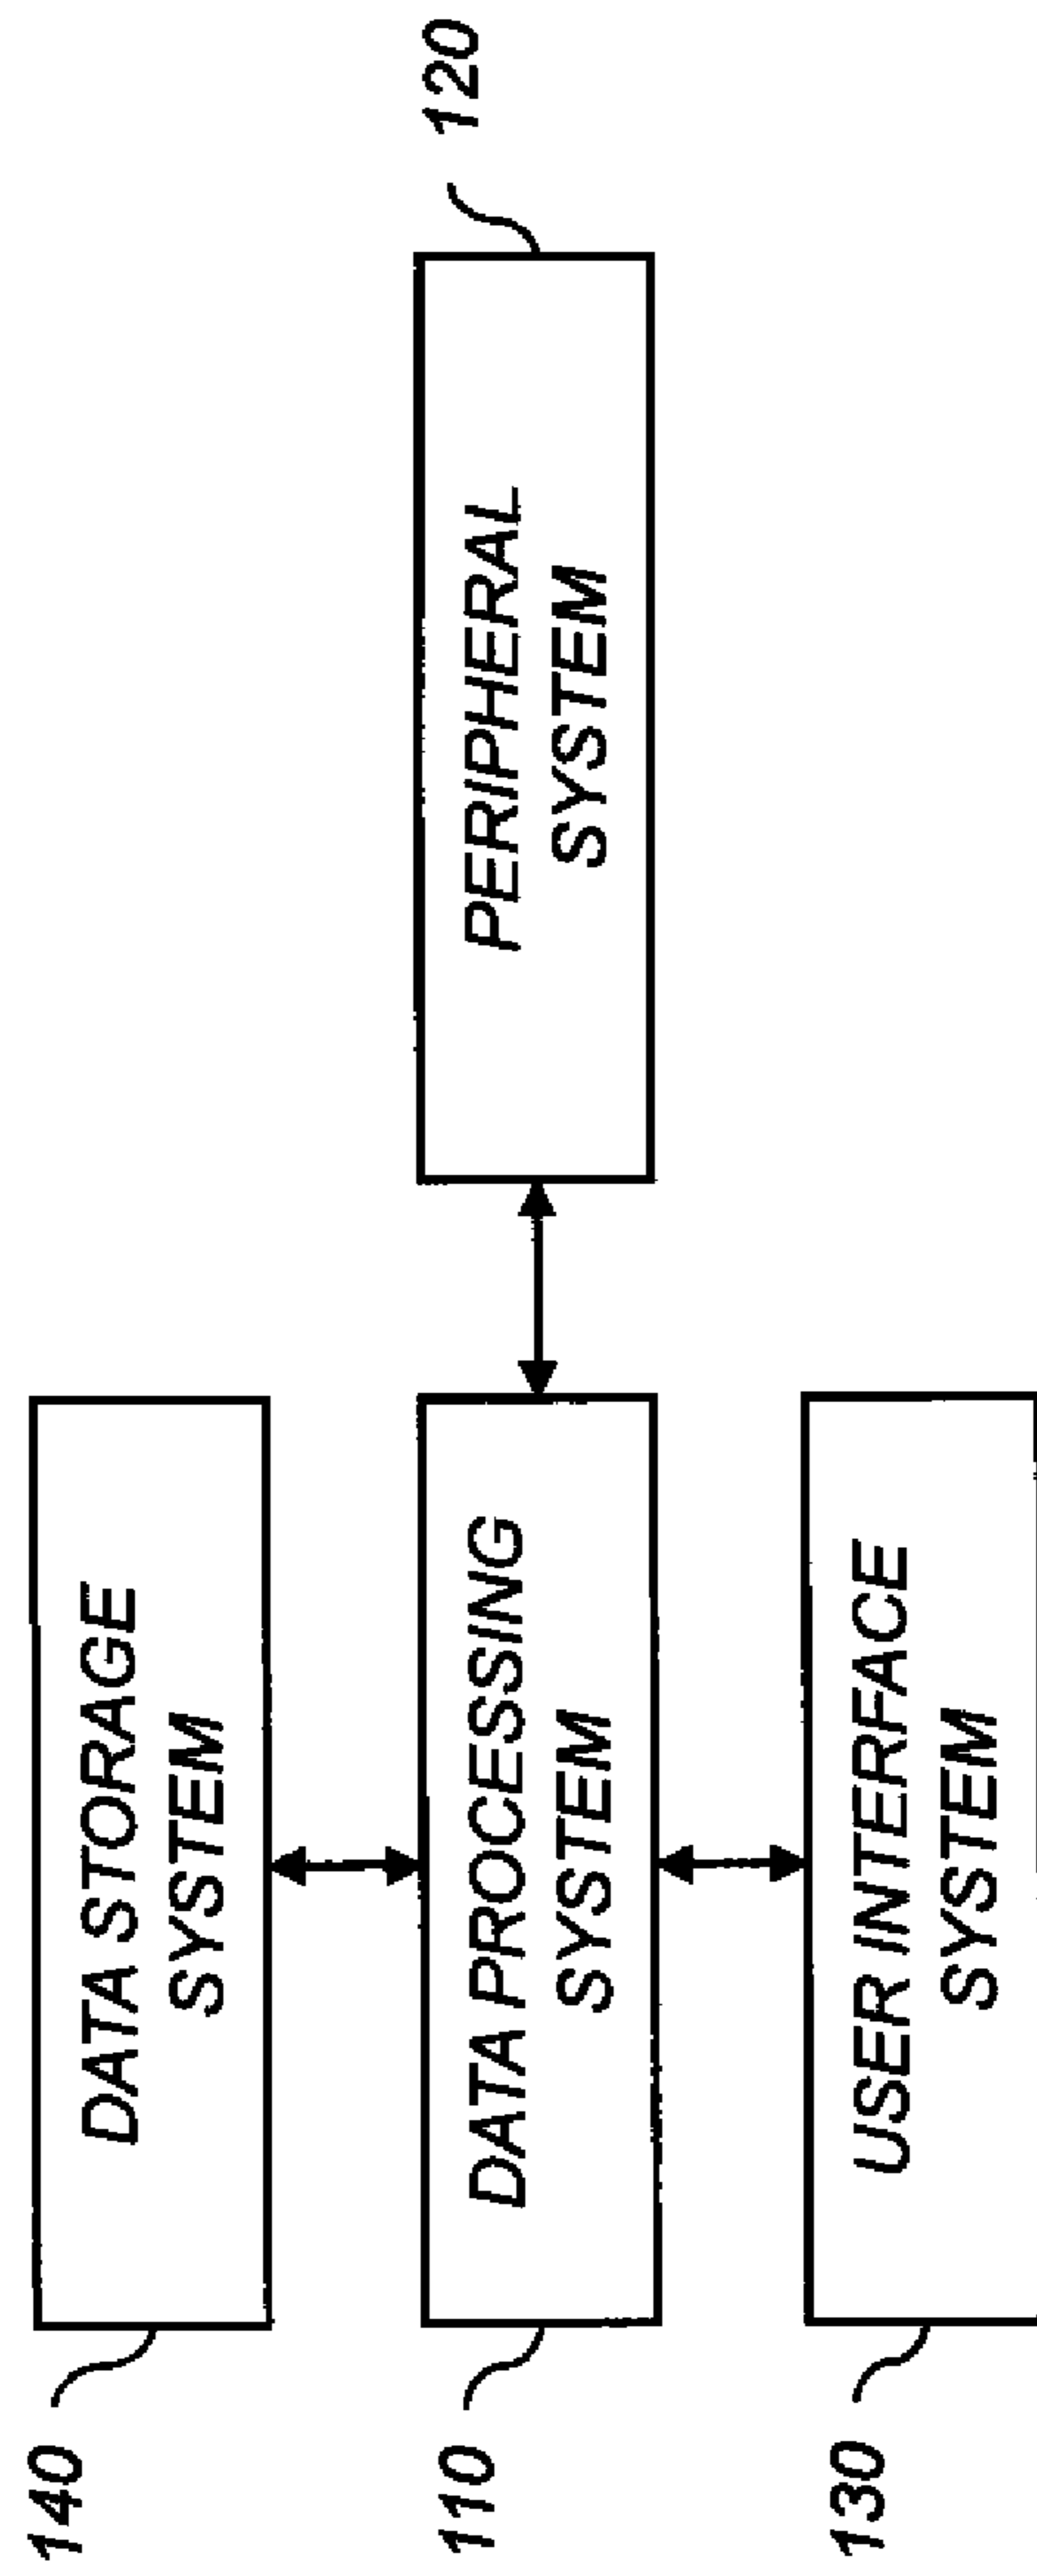 140
DATA STORAGE
SYSTEM
120
110
DATA PROCESSING
SYSTEM
PERIPHERAL
SYSTEM
130
USER INTERFACE
SYSTEM